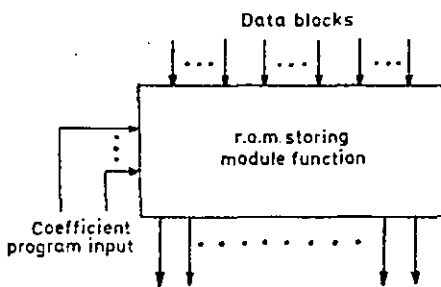 Data blocks
r.a.m. storing
module function
Coefficient
program input